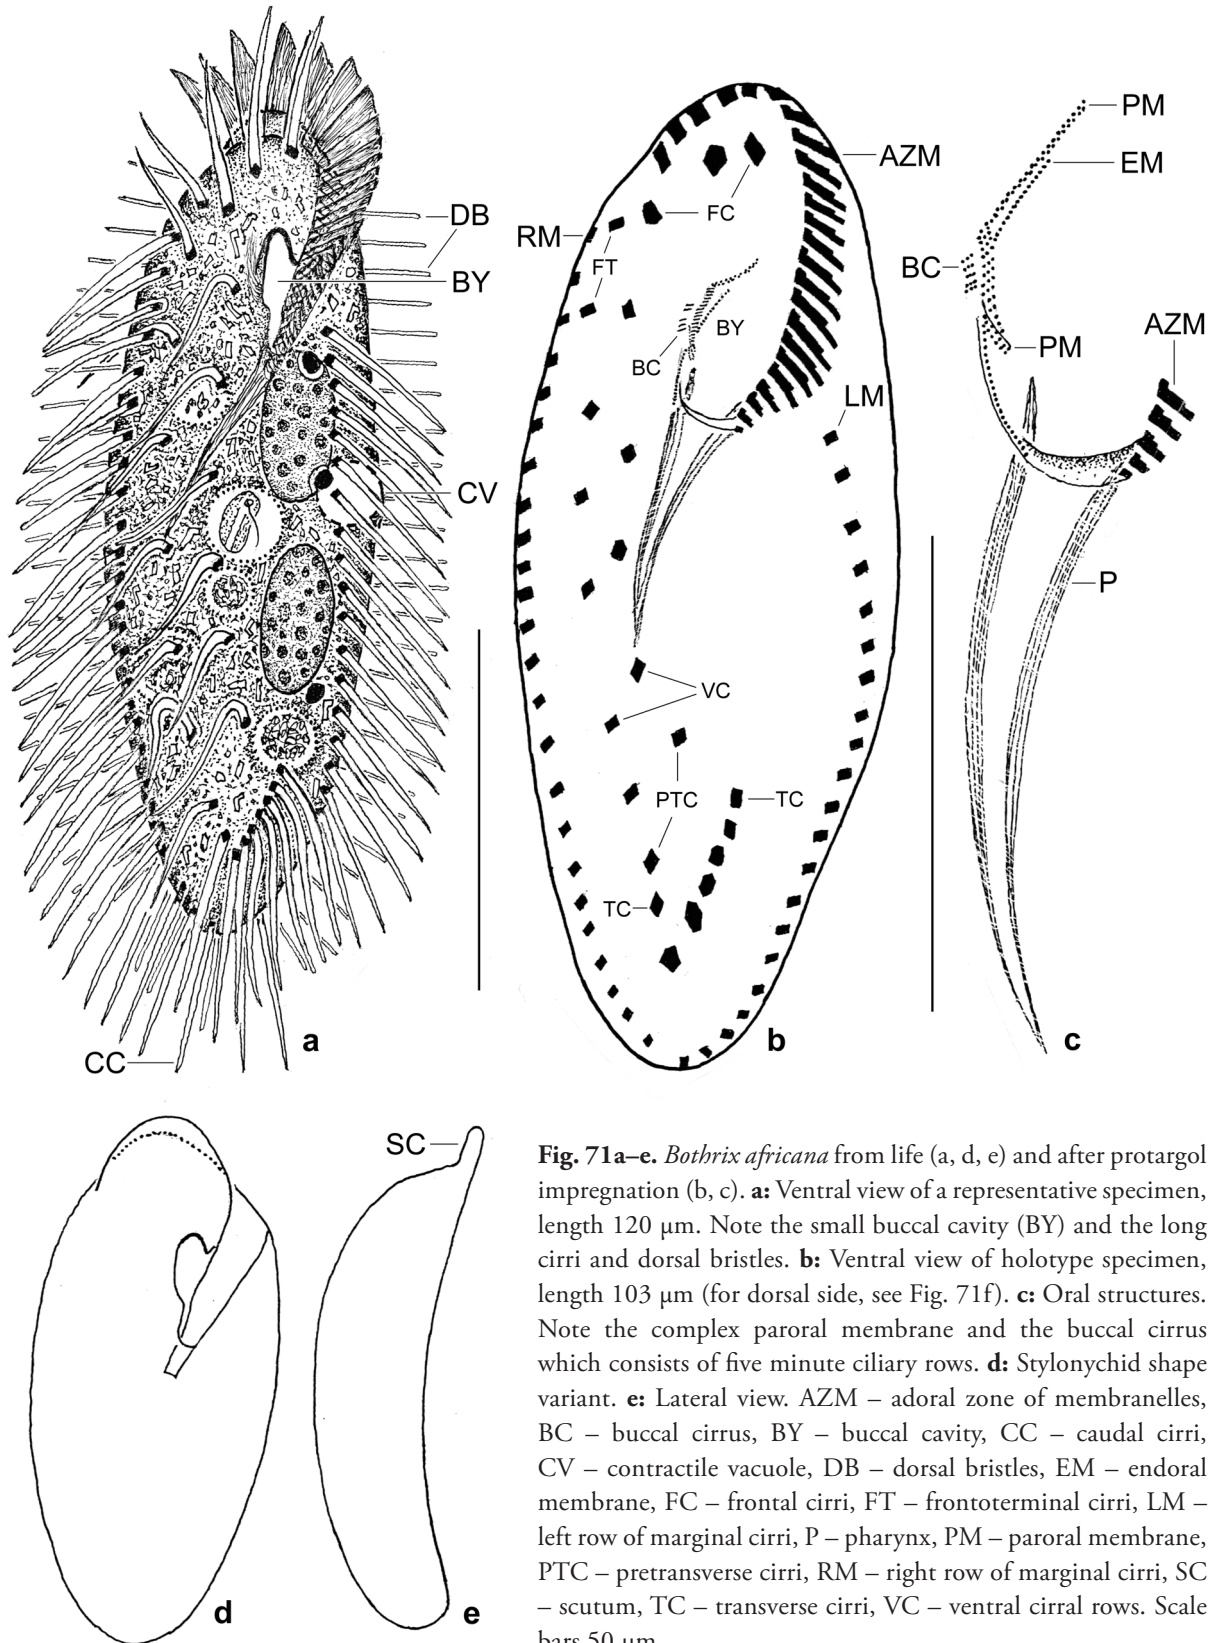 DB
BY
CV
CC
a
AZM
FC
RM
FT
BY
BC
LM
VC
PTC
TC
TC
b
PM
EM
BC
PM
AZM
P
c
d
SC
e
Fig. 71a–e. Bothrix africana from life (a, d, e) and after protargol
impregnation (b, c). a: Ventral view of a representative specimen,
length 120 μm. Note the small buccal cavity (BY) and the long
cirri and dorsal bristles. b: Ventral view of holotype specimen,
length 103 μm (for dorsal side, see Fig. 71f). c: Oral structures.
Note the complex paroral membrane and the buccal cirrus
which consists of five minute ciliary rows. d: Stylonychid shape
variant. e: Lateral view. AZM – adoral zone of membranelles,
BC – buccal cirrus, BY – buccal cavity, CC – caudal cirri,
CV – contractile vacuole, DB – dorsal bristles, EM – endoral
membrane, FC – frontal cirri, FT – frontoterminal cirri, LM –
left row of marginal cirri, P – pharynx, PM – paroral membrane,
PTC – pretransverse cirri, RM – right row of marginal cirri, SC
– scutum, TC – transverse cirri, VC – ventral cirral rows. Scale
bars 50 μm